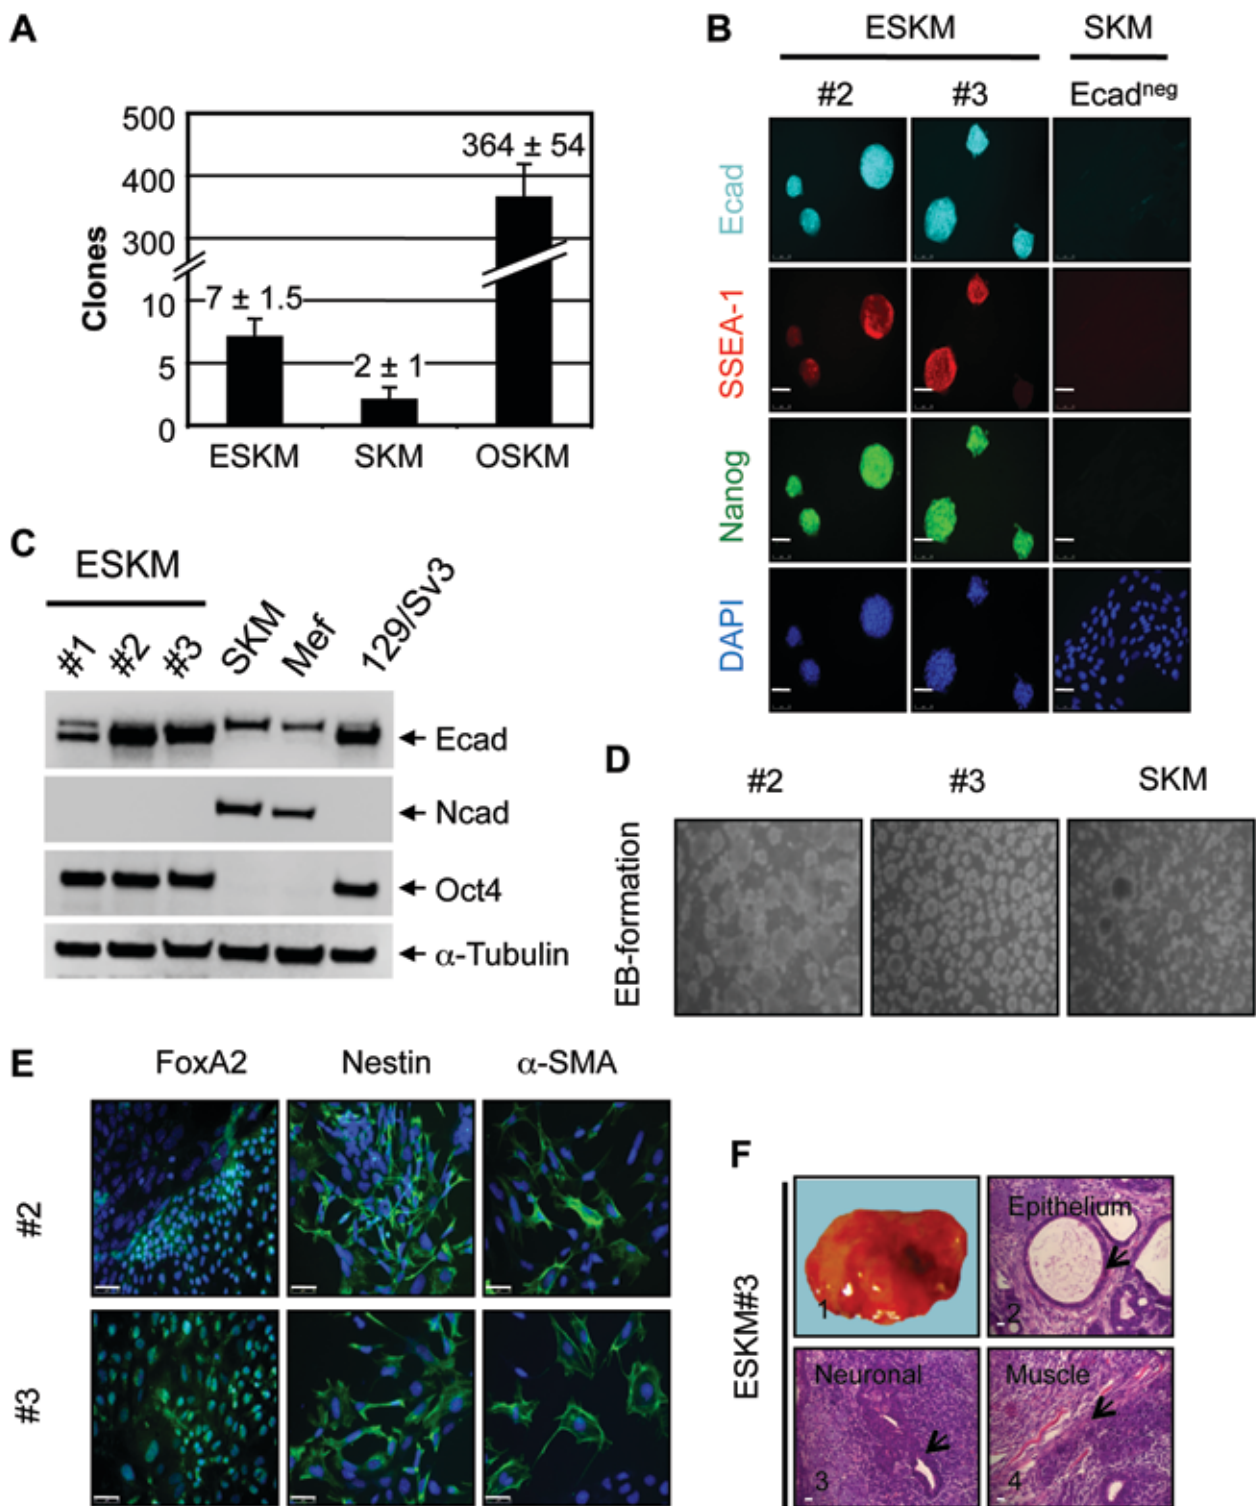 A
500
400
300
10
5
0
Clones
7 ± 1.5
2 ± 1
364 ± 54
ESKM SKM OSKM
B
ESKM SKM
#2 #3 Ecadneg
Ecad
SSEA-1
Nanog
DAPI
C
ESKM
#1 #2 #3 SKM Mef 129/Sv3
Ecad
Ncad
Oct4
α-Tubulin
D
#2 #3 SKM
EB-formation
E
FoxA2 Nestin α-SMA
#2
#3
F
ESKM#3
1
Epithelium
2
Neuronal
3
Muscle
4